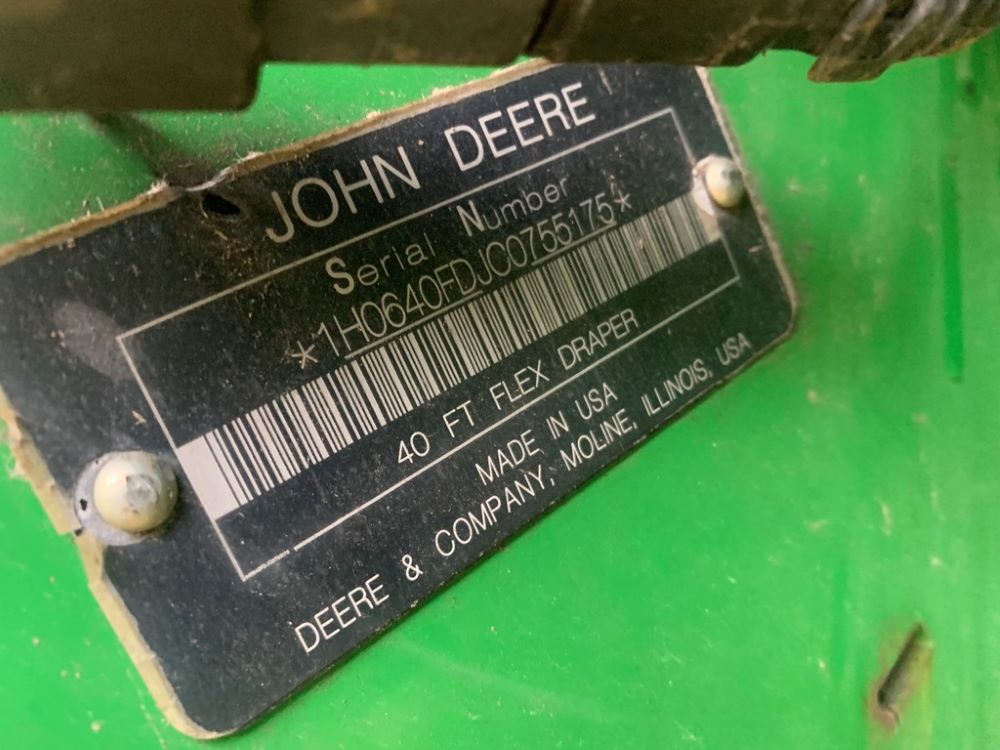 JOHN DEERE
Serial Number
*1H0640FDJC0755175*
40 FT FLEX DRAPER
MADE IN USA
DEERE & COMPANY, MOLINE, ILLINOIS, USA